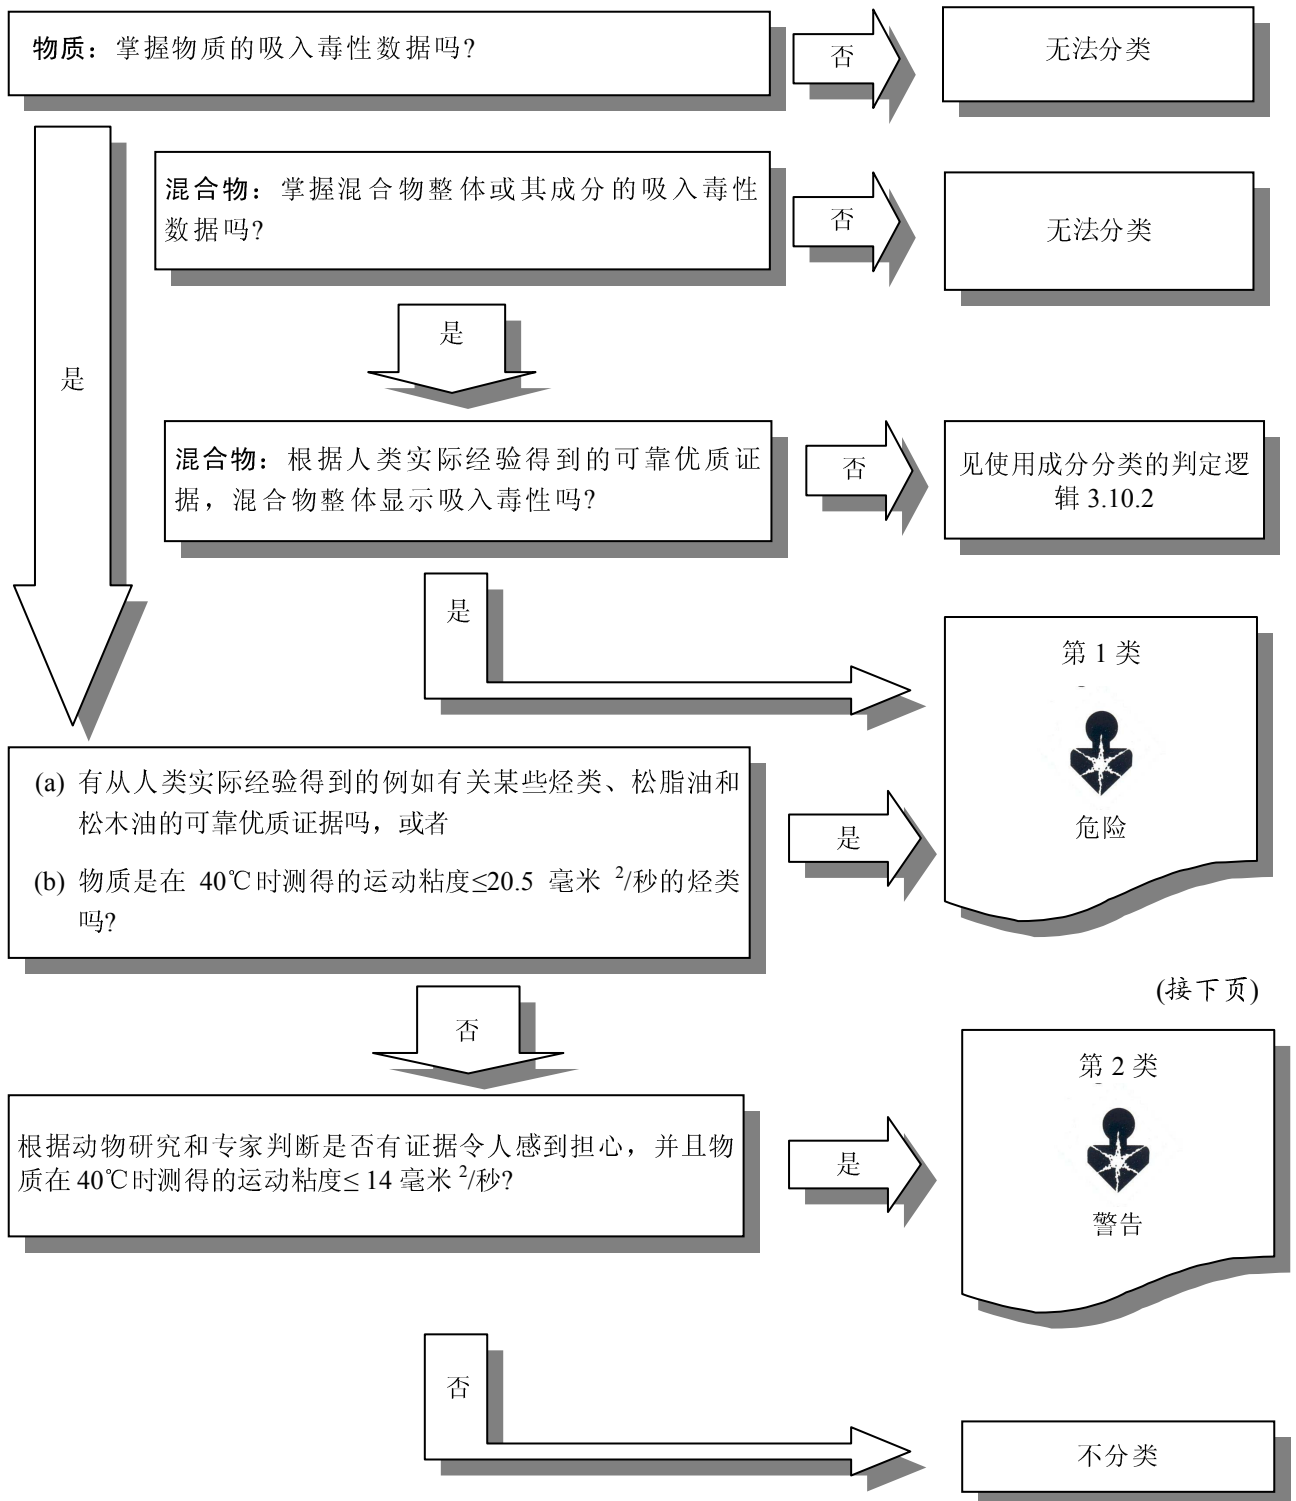 物质：掌握物质的吸入毒性数据吗?
否
无法分类
混合物：掌握混合物整体或其成分的吸入毒性
数据吗?
否
无法分类
是
是
混合物：根据人类实际经验得到的可靠优质证
据，混合物整体显示吸入毒性吗?
否
见使用成分分类的判定逻
辑 3.10.2
是
第 1 类
危险
(a) 有从人类实际经验得到的例如有关某些烃类、松脂油和
松木油的可靠优质证据吗，或者
(b) 物质是在 40℃时测得的运动粘度≤20.5 毫米 ²/秒的烃类
吗?
是
(接下页)
否
第 2 类
警告
根据动物研究和专家判断是否有证据令人感到担心，并且物
质在 40℃时测得的运动粘度≤ 14 毫米 ²/秒?
是
否
不分类